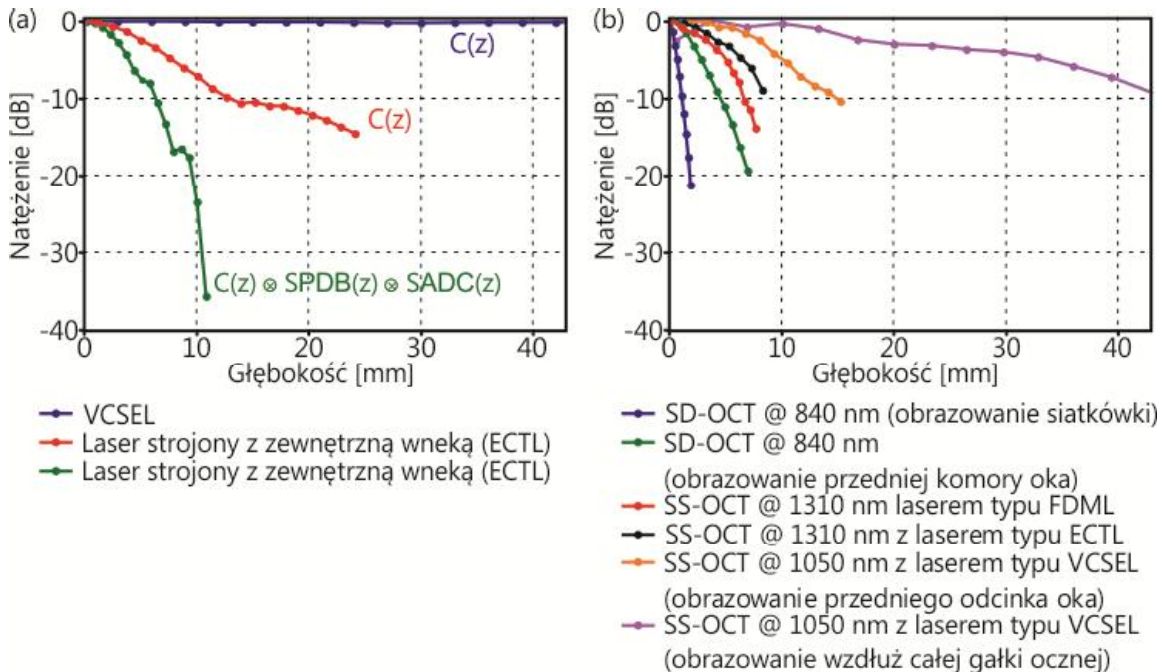 (a)
0
-10
-20
-30
-40
Natężenie [dB]
C(z)
C(z)
C(z) ⊗ SPDB(z) ⊗ SADC(z)
0 10 20 30 40
Głębokość [mm]
VCSEL
Laser strojony z zewnętrzną wneką (ECTL)
Laser strojony z zewnętrzną wneką (ECTL)
(b)
0
-10
-20
-30
-40
Natężenie [dB]
0 10 20 30 40
Głębokość [mm]
SD-OCT @ 840 nm (obrazowanie siatkówki)
SD-OCT @ 840 nm
(obrazowanie przedniej komory oka)
SS-OCT @ 1310 nm laserem typu FDML
SS-OCT @ 1310 nm z laserem typu ECTL
SS-OCT @ 1050 nm z laserem typu VCSEL
(obrazowanie przedniego odcinka oka)
SS-OCT @ 1050 nm z laserem typu VCSEL
(obrazowanie wzdłuż całej gałki ocznej)